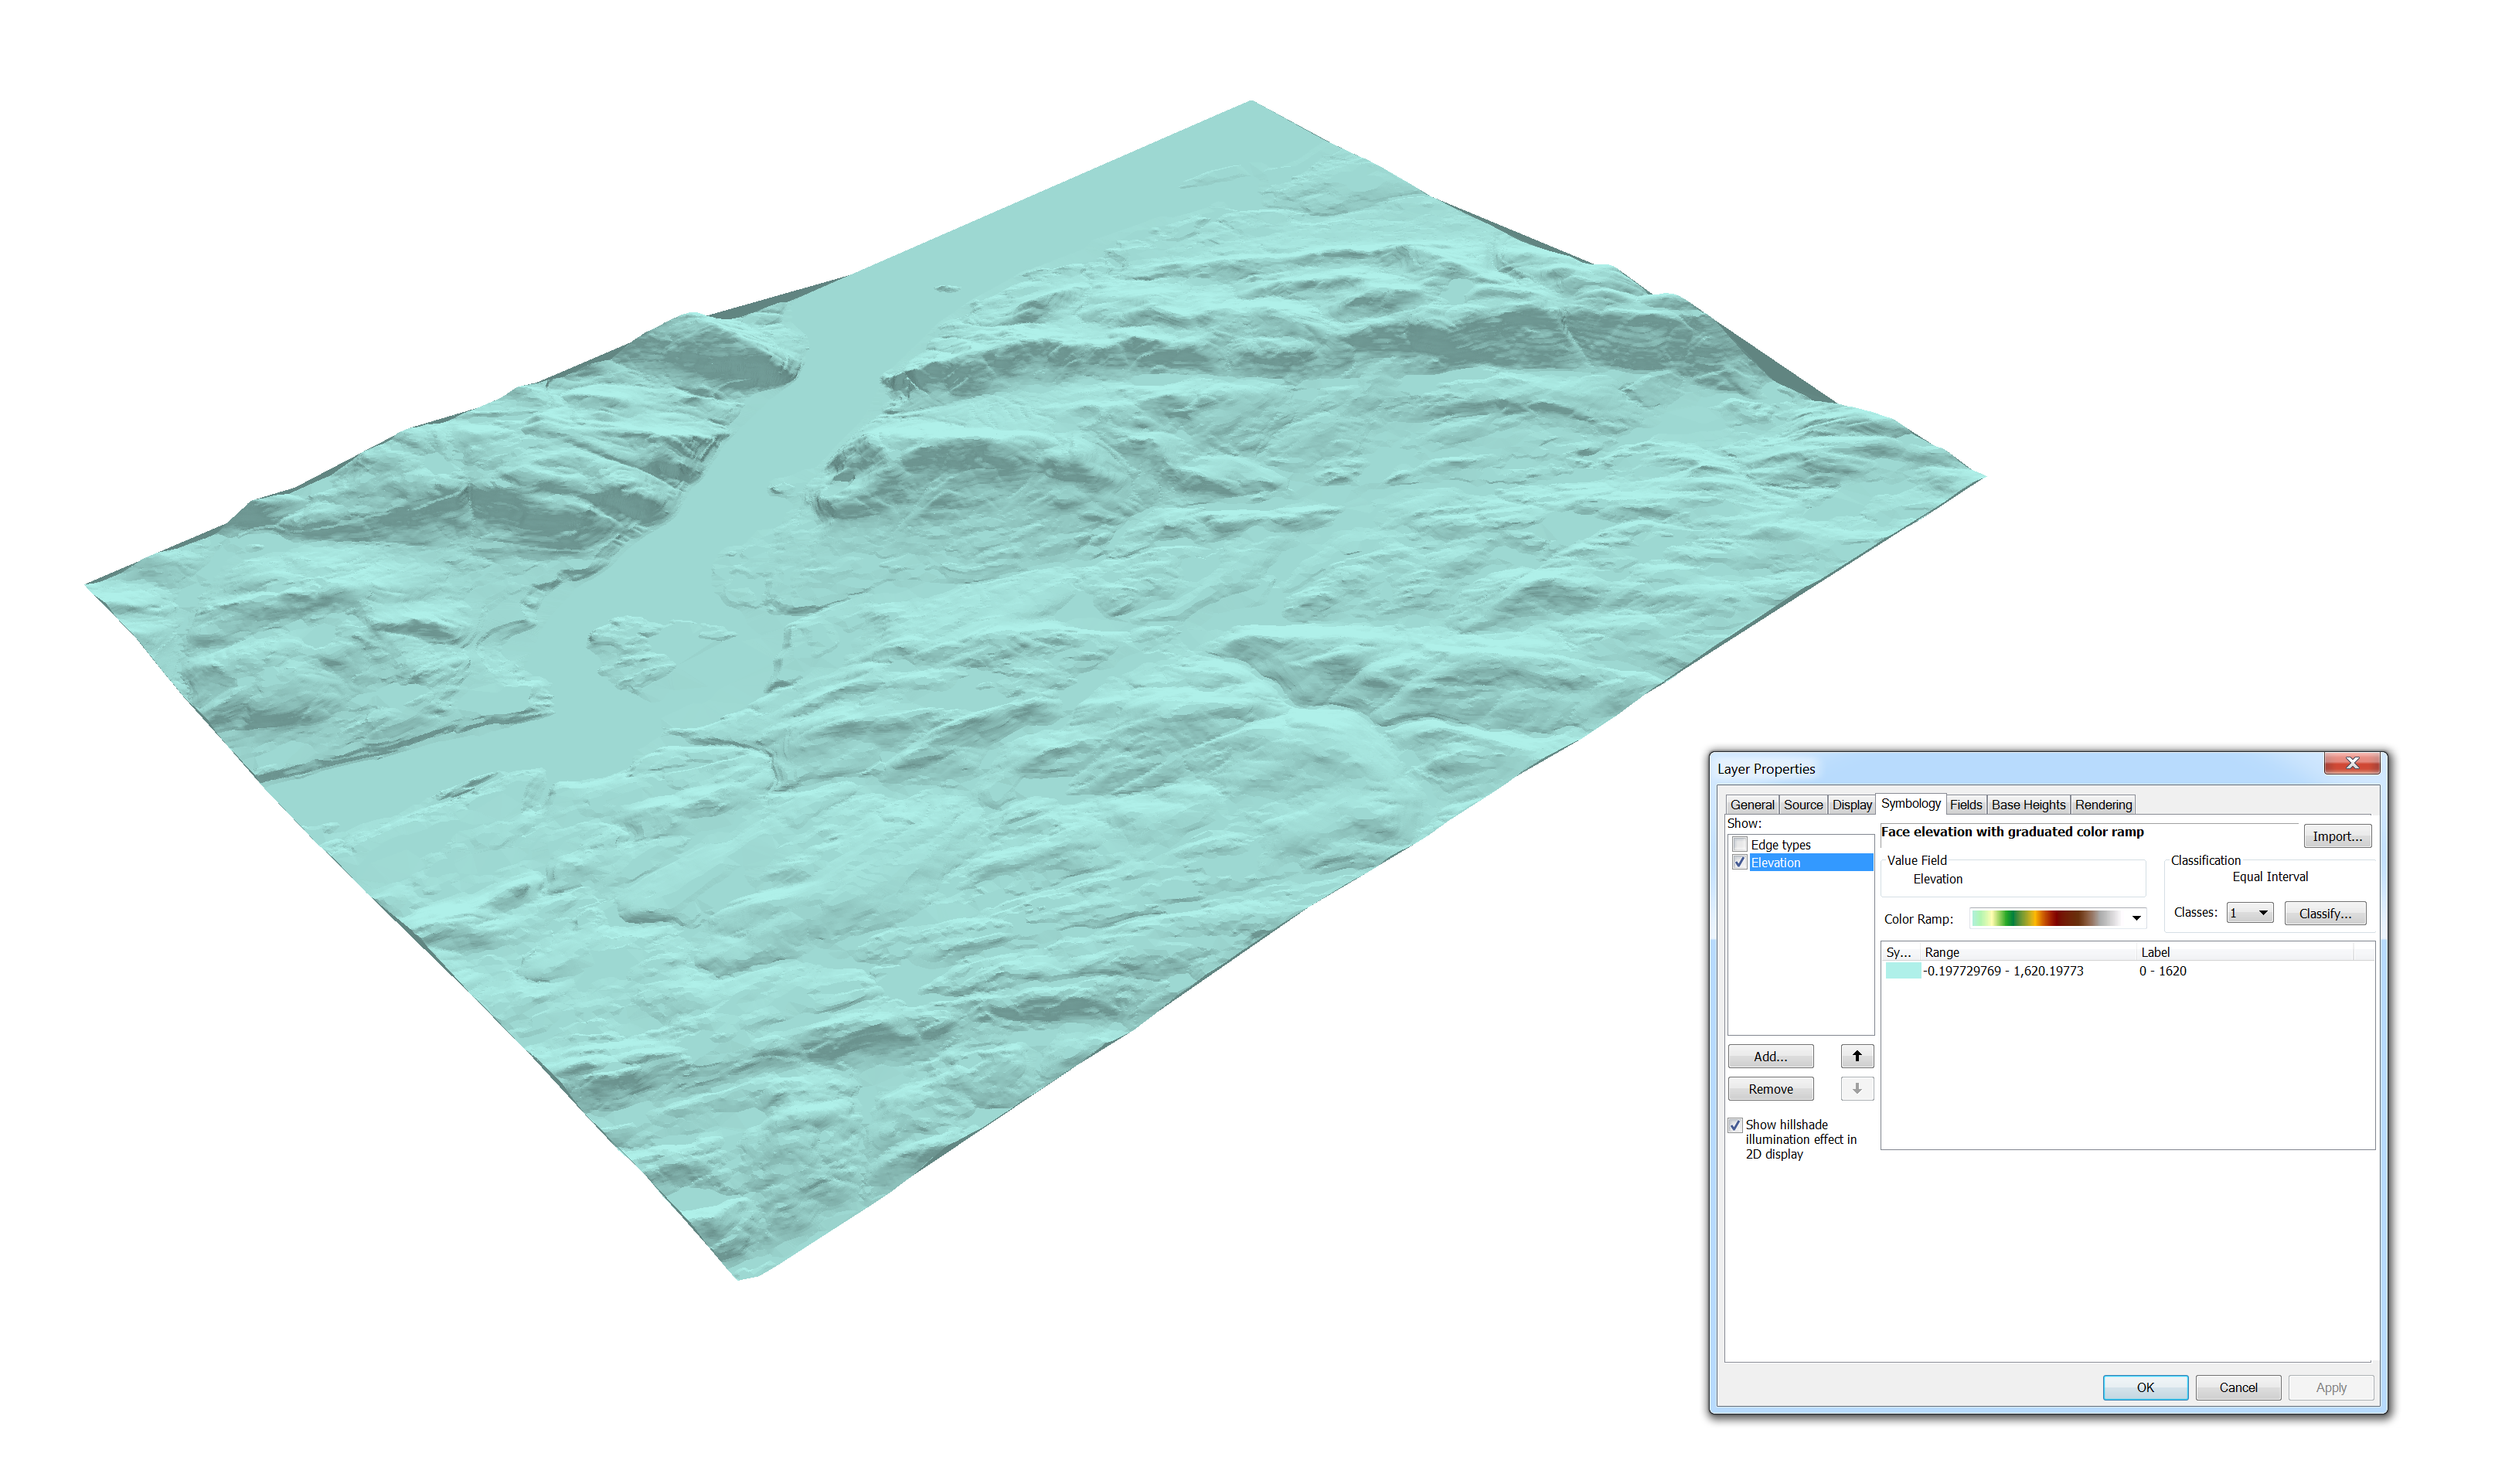 Layer Properties
General Source Display Symbology Fields Base Heights Rendering
Show:
Edge types
Elevation
Add...
Remove
Show hillshade
illumination effect in
2D display
Face elevation with graduated color ramp
Import...
Value Field
Elevation
Classification
Equal Interval
Color Ramp:
Classes: 1 Classify...
Sy... Range Label
-0.197729769 - 1,620.19773 0 - 1620
OK Cancel Apply